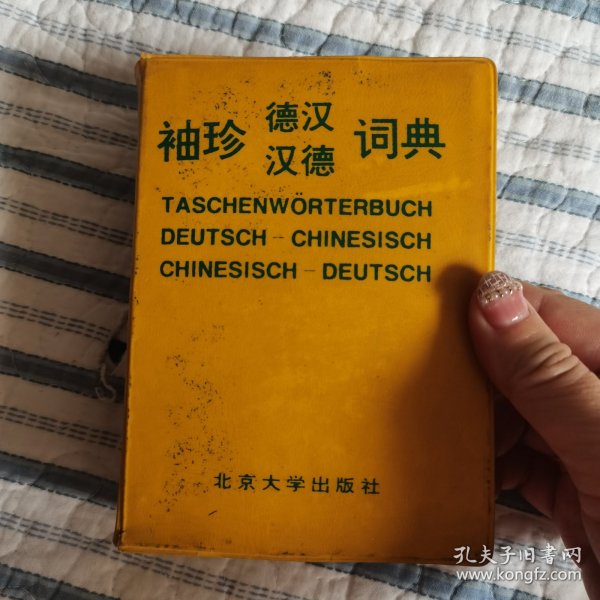 袖珍 德汉 词典
汉德
TASCHENWÖRTERBUCH
DEUTSCH - CHINESISCH
CHINESISCH - DEUTSCH
北京大学出版社
孔夫子旧书网
www.kongfz.com